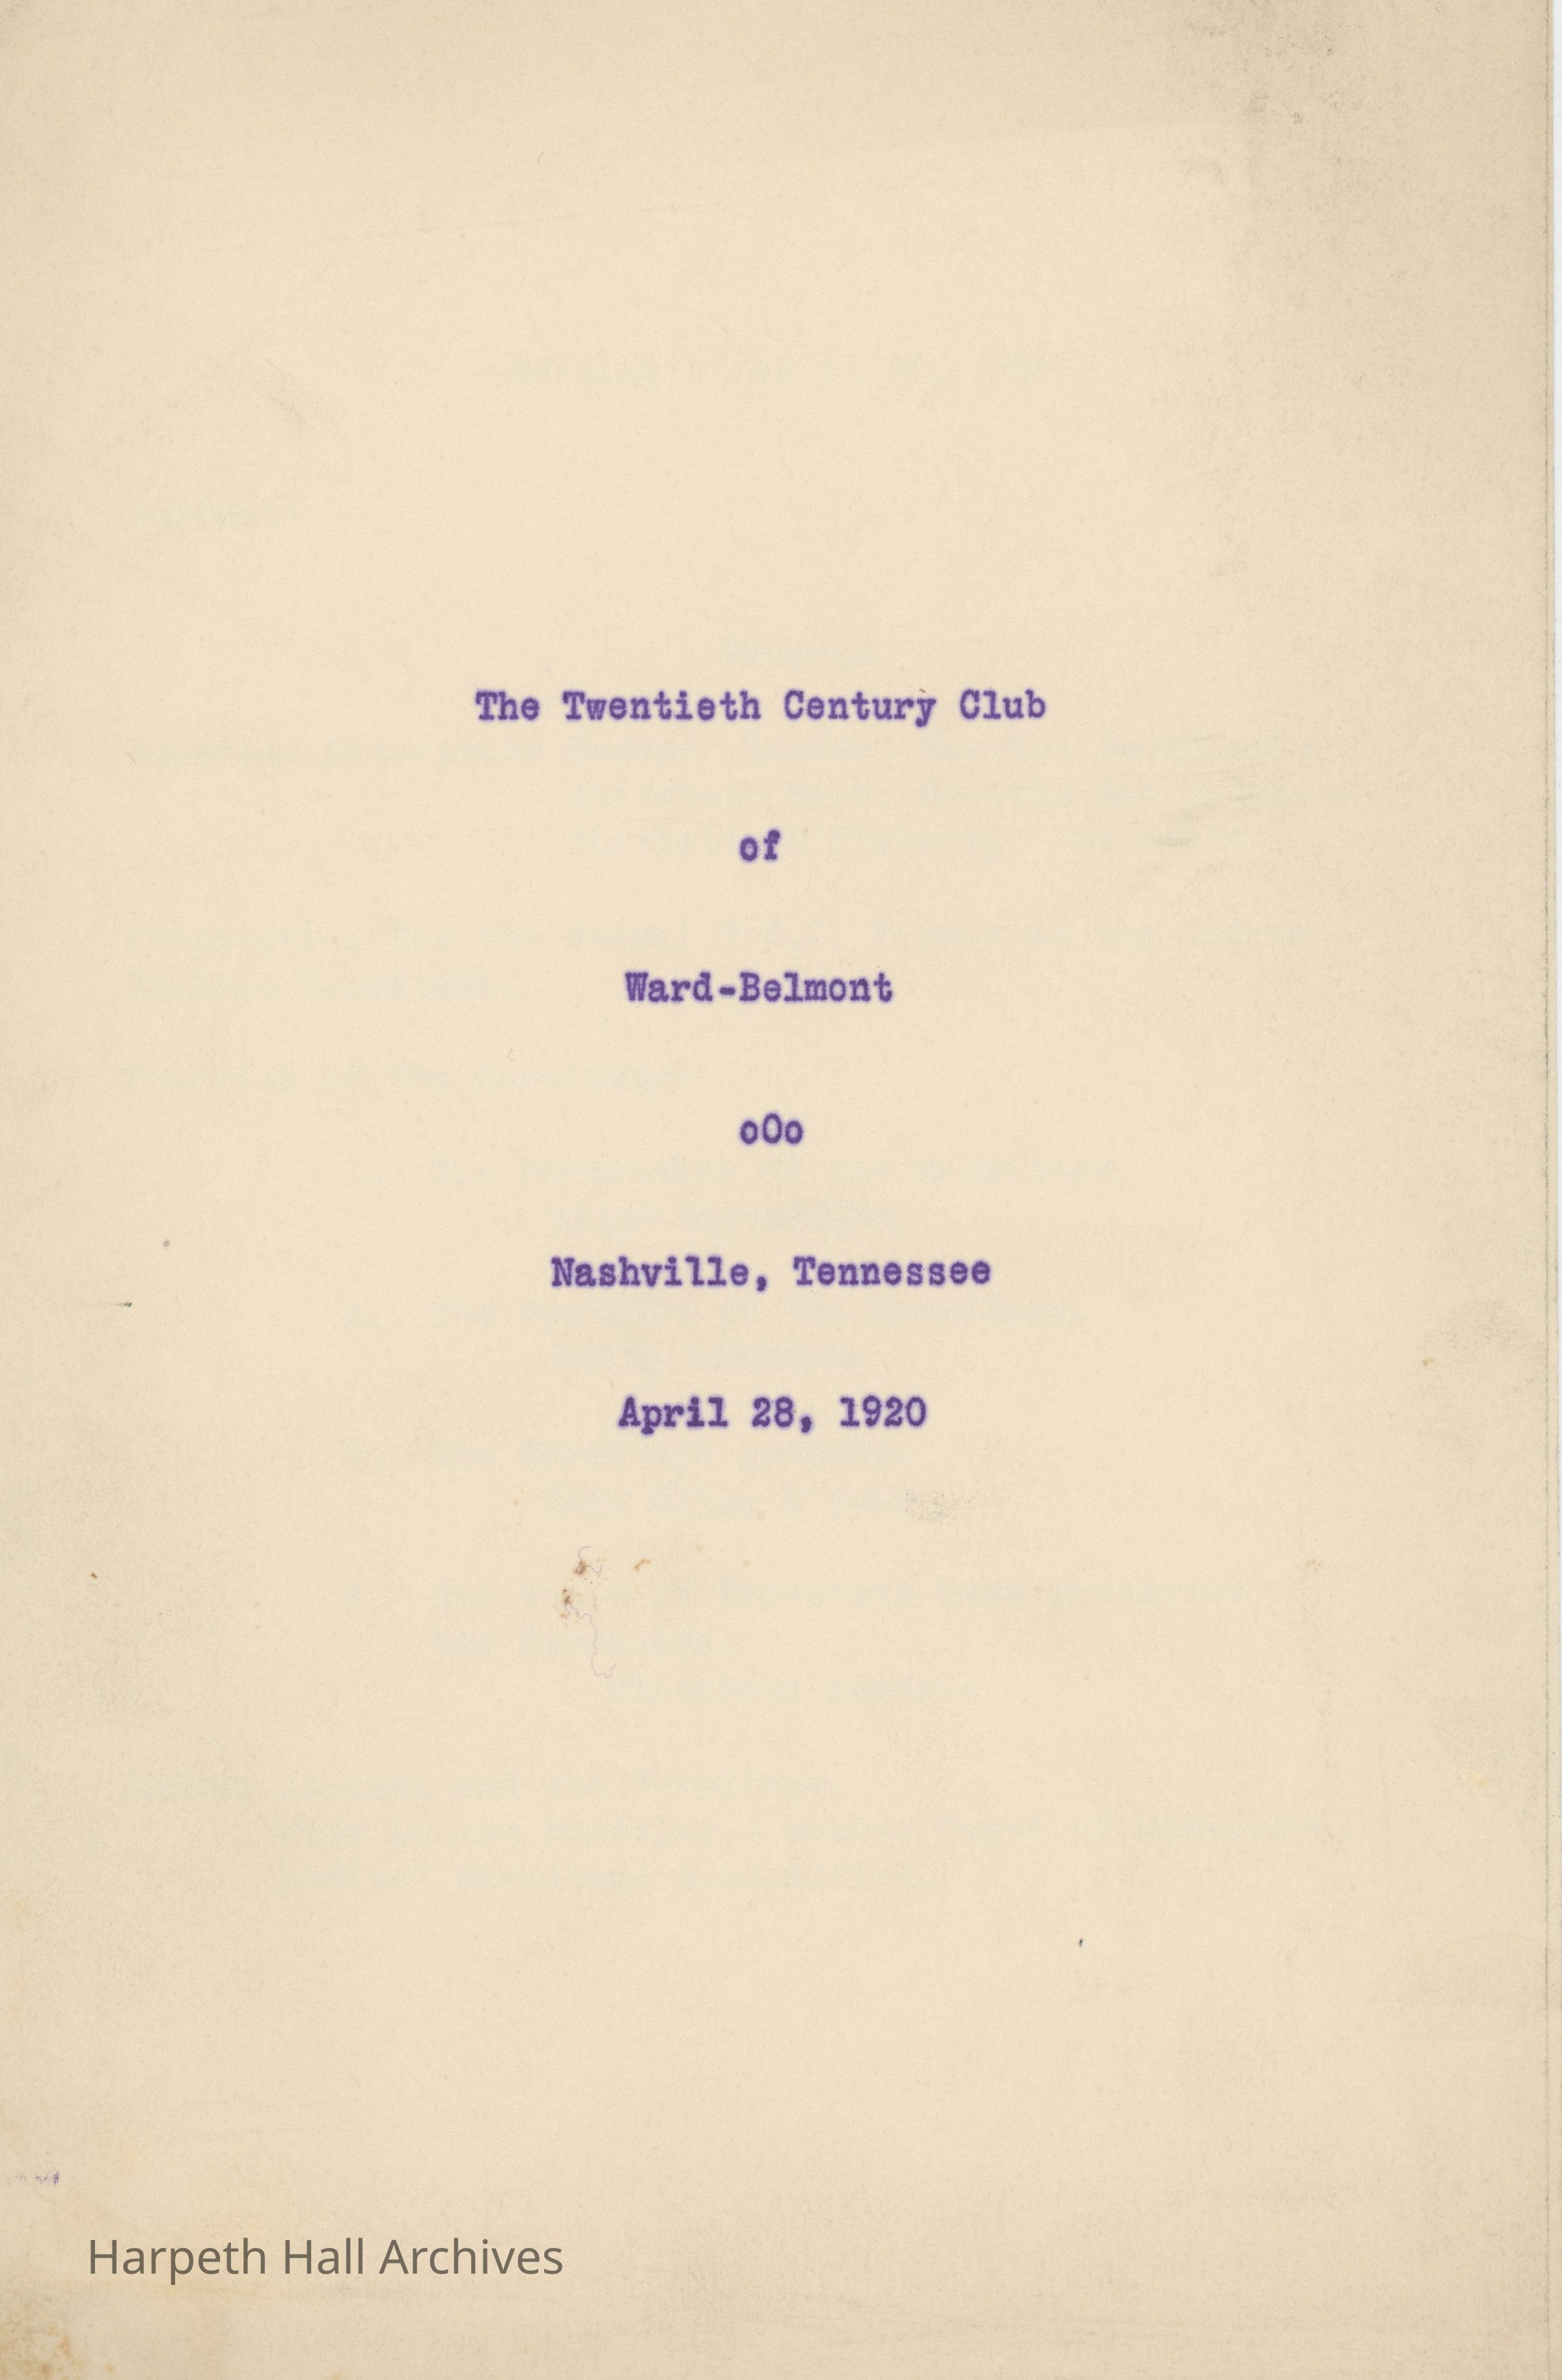 The Twentieth Century Club
of
Ward-Belmont
oOo
Nashville, Tennessee
April 28, 1920
Harpeth Hall Archives